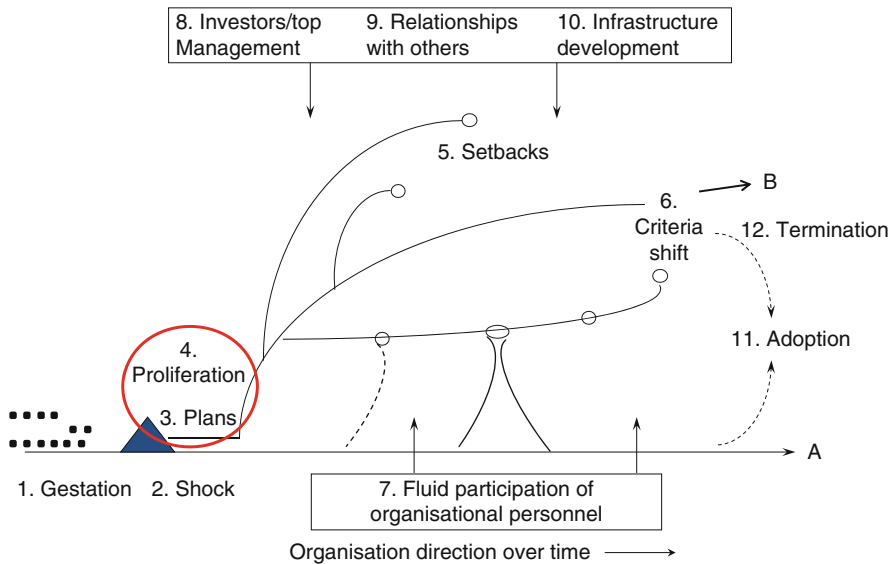 8. Investors/top
Management
9. Relationships
with others
10. Infrastructure
development
5. Setbacks
B
6.
Criteria
shift
12. Termination
4.
Proliferation
11. Adoption
3. Plans
A
1. Gestation
2. Shock
7. Fluid participation of
organisational personnel
Organisation direction over time